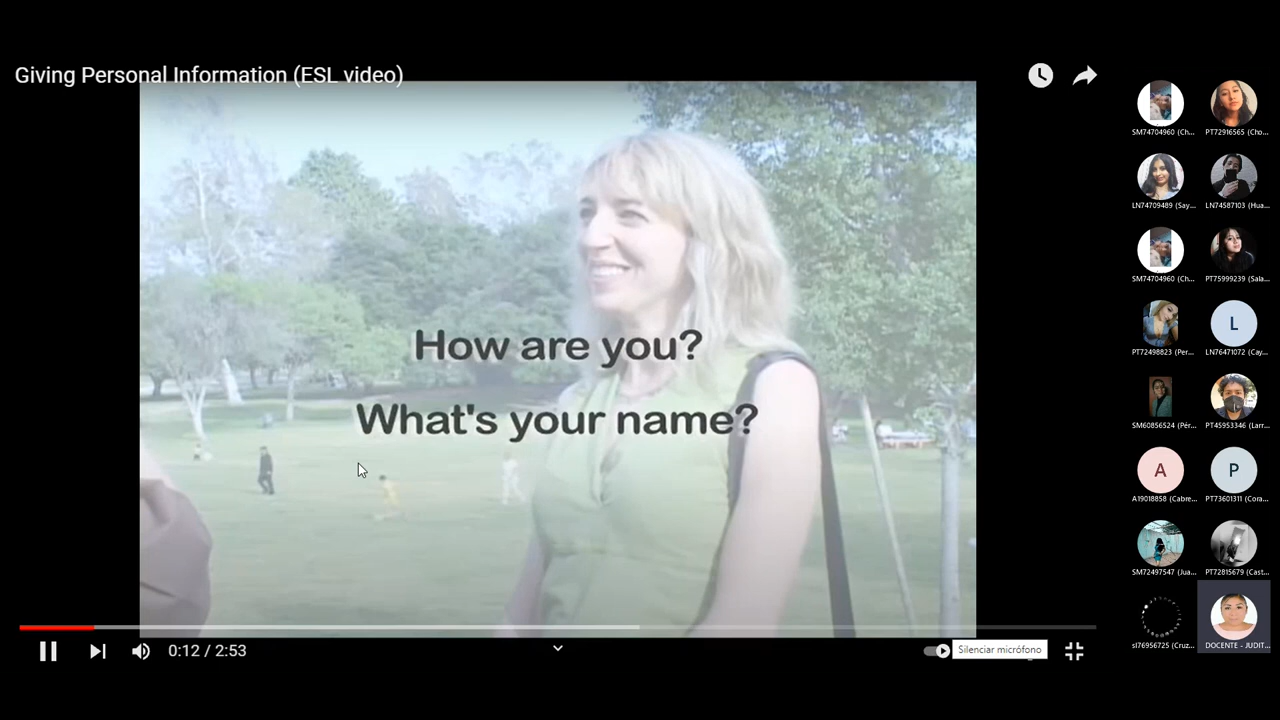 Giving Personal Information (ESL video)
How are you?
What's your name?
0:12 / 2:53
Silenciar micrófono
SM74704960 (Ch...
PT72916565 (Cho...
LN74709489 (Say...
LN74587103 (Hua...
SM74704960 (Ch...
PT75999239 (Sala...
PT72498823 (Per...
L
LN76471072 (Cay...
SM60856524 (Pér...
PT45953346 (Larr...
A
P
A19018858 (Cabre...
PT73601311 (Cora...
SM72497547 (Jua...
PT72815679 (Cast...
sI76956725 (Cruz...
DOCENTE - JUDIT...